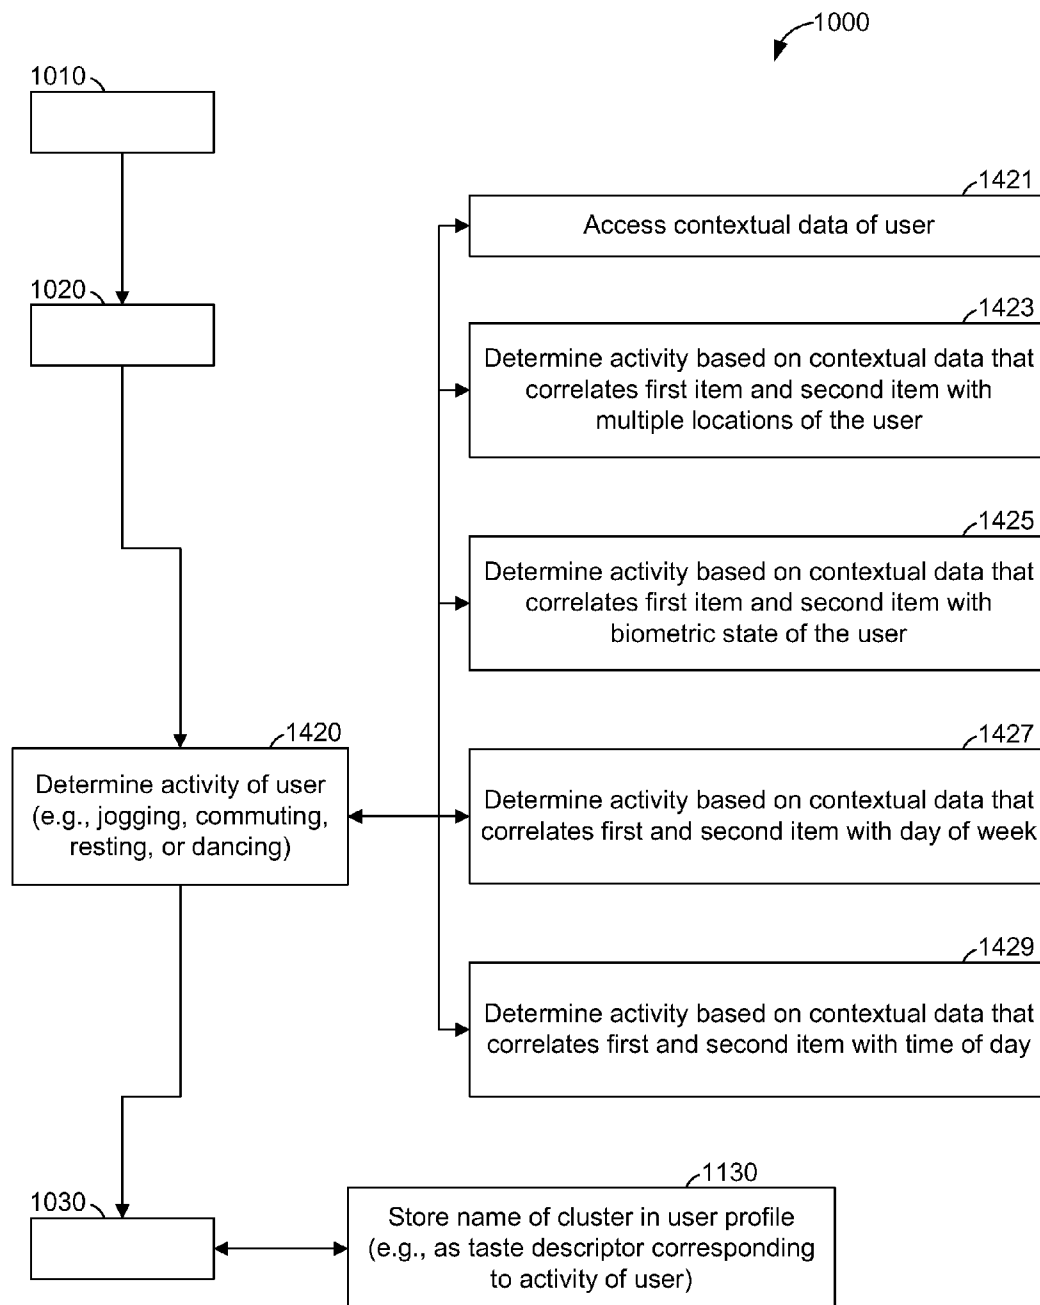 1000
1010
1421
Access contextual data of user
1020
1423
Determine activity based on contextual data that
correlates first item and second item with
multiple locations of the user
1425
Determine activity based on contextual data that
correlates first item and second item with
biometric state of the user
1420
Determine activity of user
(e.g., jogging, commuting,
resting, or dancing)
1427
Determine activity based on contextual data that
correlates first and second item with day of week
1429
Determine activity based on contextual data that
correlates first and second item with time of day
1030
1130
Store name of cluster in user profile
(e.g., as taste descriptor corresponding
to activity of user)